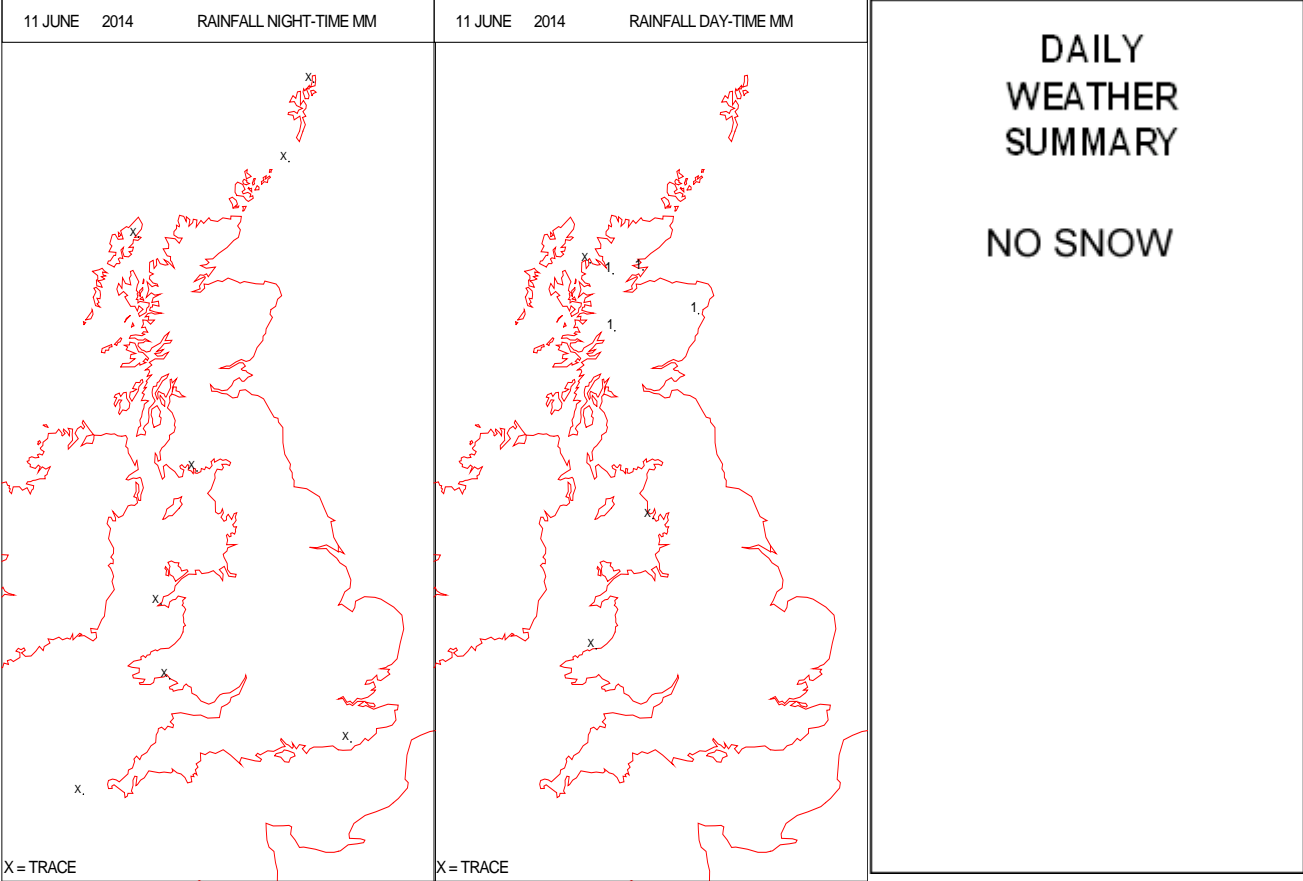 11 JUNE 2014 RAINFALL NIGHT-TIME MM
X.
X.
X.
X.
X.
X.
X.
X.
X = TRACE
11 JUNE 2014 RAINFALL DAY-TIME MM
X.
1.
1.
1.
1.
X.
X.
X = TRACE
DAILY
WEATHER
SUMMARY
NO SNOW